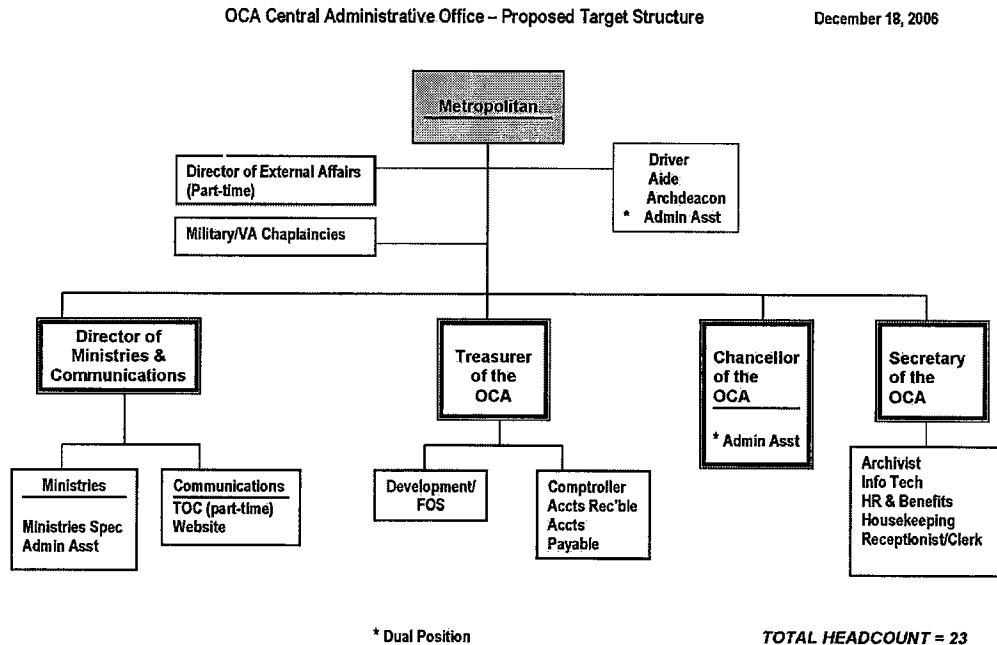 OCA Central Administrative Office – Proposed Target Structure
December 18, 2006
Metropolitan
Director of External Affairs
(Part-time)
Driver
Aide
Archdeacon
* Admin Asst
Military/VA Chaplaincies
Director of
Ministries &
Communications
Treasurer
of the
OCA
Chancellor
of the
OCA
* Admin Asst
Secretary
of the
OCA
Ministries
Ministries Spec
Admin Asst
Communications
TOC (part-time)
Website
Development/
FOS
Comptroller
Accts Rec'ble
Accts
Payable
Archivist
Info Tech
HR & Benefits
Housekeeping
Receptionist/Clerk
* Dual Position
TOTAL HEADCOUNT = 23